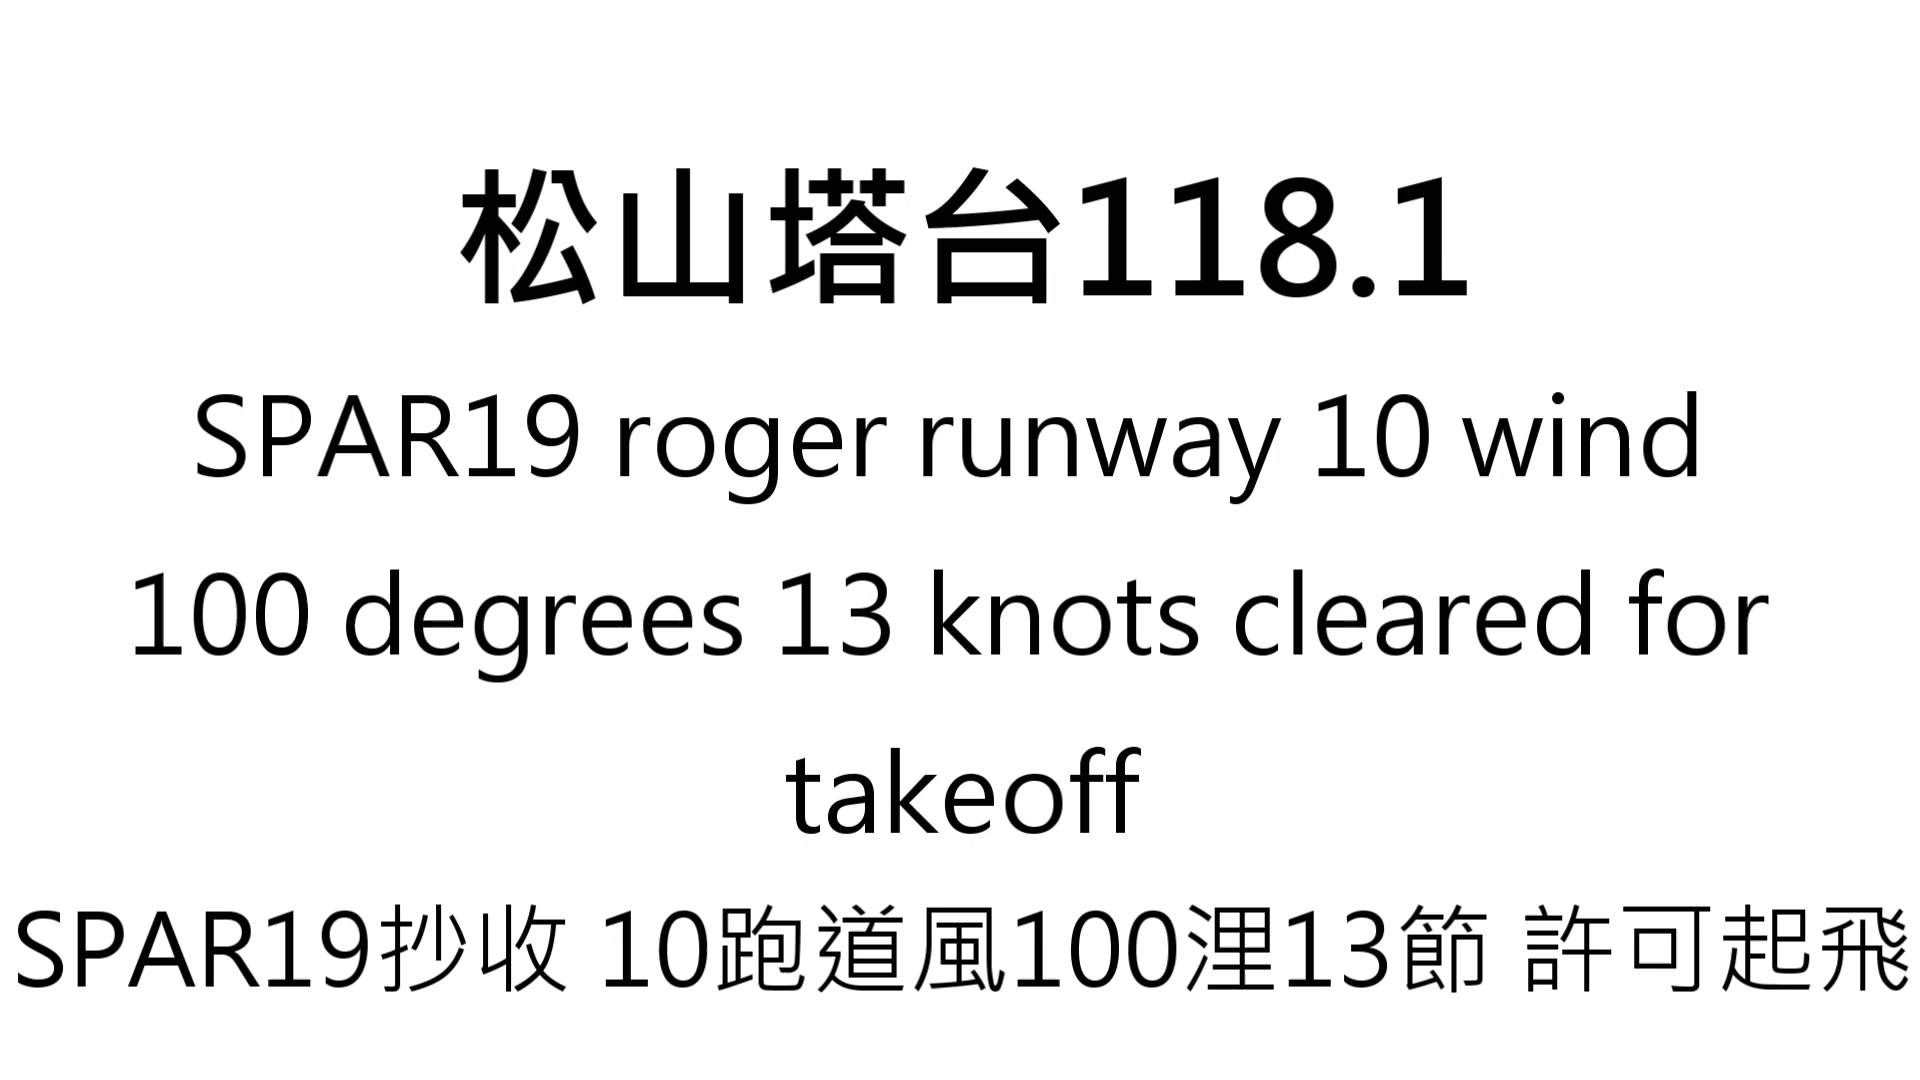 松山塔台118.1
SPAR19 roger runway 10 wind
100 degrees 13 knots cleared for
takeoff
SPAR19抄收 10跑道風100浬13節 許可起飛